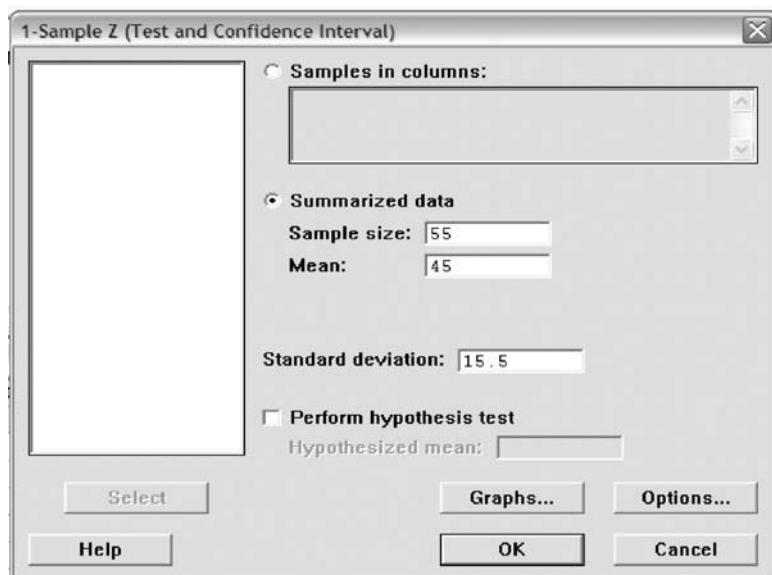 1-Sample Z (Test and Confidence Interval)
Samples in columns:
Summarized data
Sample size: 55
Mean: 45
Standard deviation: 15.5
Perform hypothesis test
Hypothesized mean:
Select
Graphs...
Options...
Help
OK
Cancel